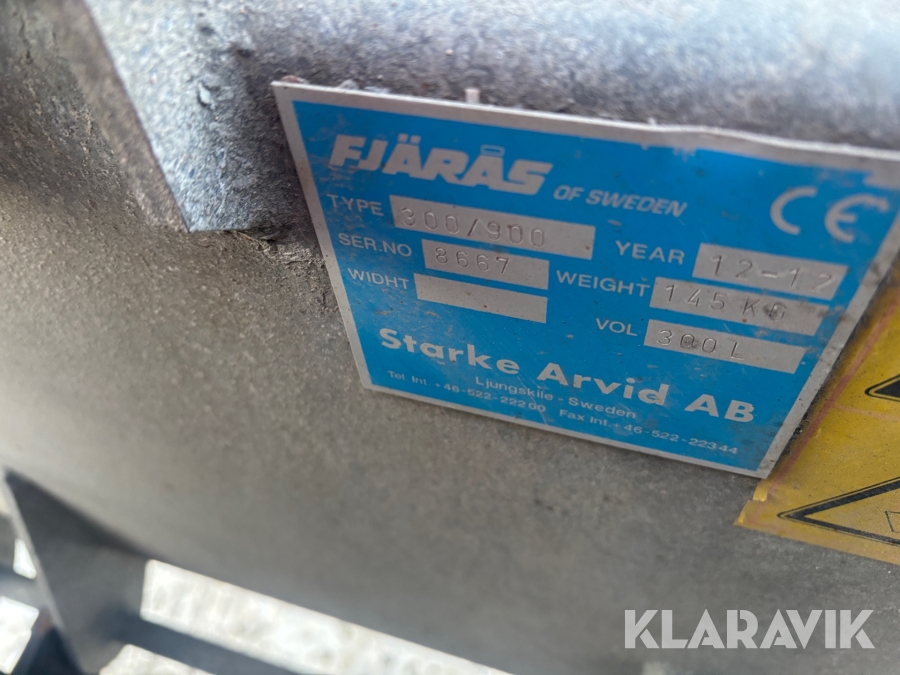 FJÄRÅS OF SWEDEN
CE
TYPE 300/900
YEAR 12-12
SER.NO 8667
WEIGHT 145 KG
WIDHT
VOL 300L
Starke Arvid AB
Ljungskile - Sweden
Tel. Int. +46-522-22200 Fax Int. +46-522-22344
KLARAVIK